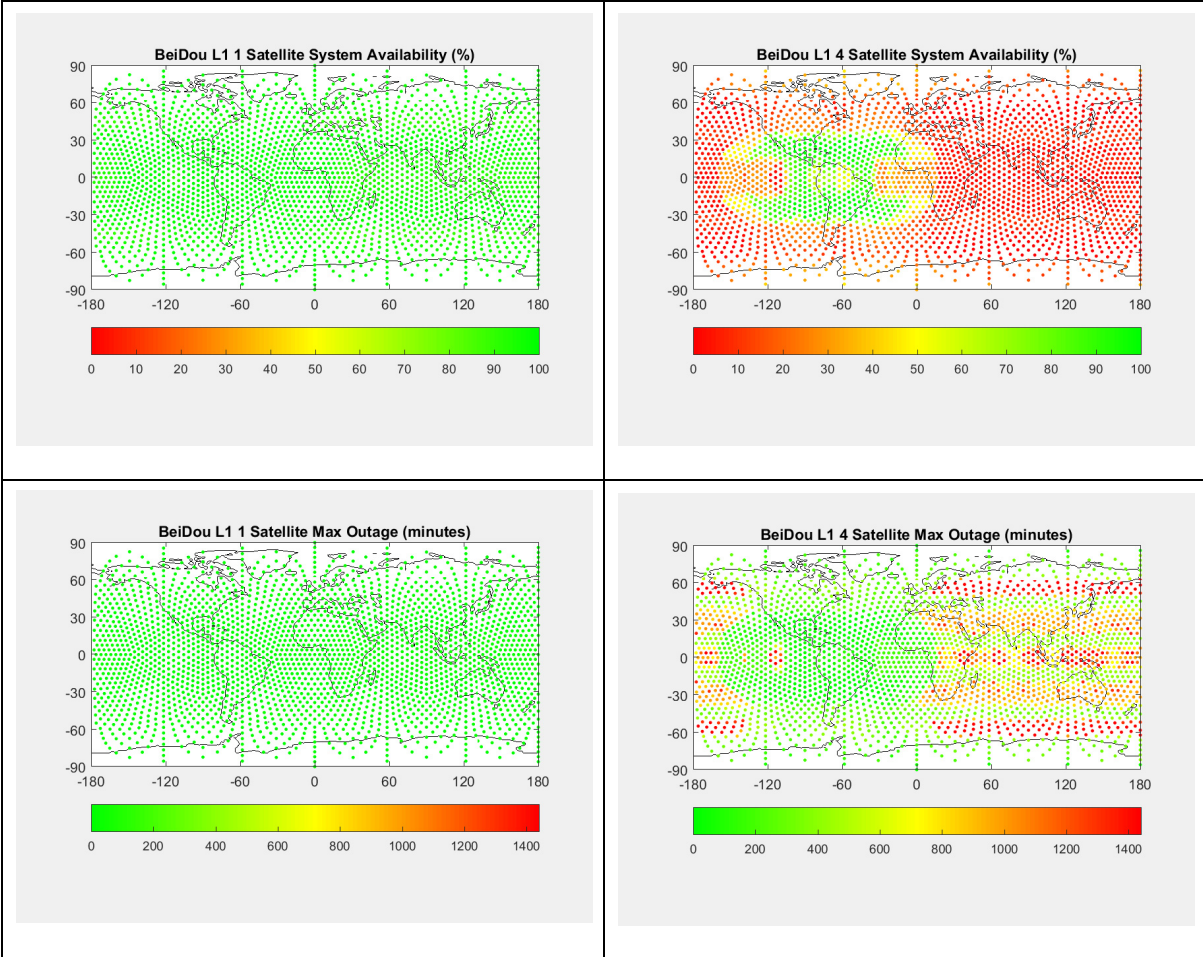 BeiDou L1 1 Satellite System Availability (%)
90
60
30
0
-30
-60
-90
-180 -120 -60 0 60 120 180
0 10 20 30 40 50 60 70 80 90 100
BeiDou L1 4 Satellite System Availability (%)
90
60
30
0
-30
-60
-90
-180 -120 -60 0 60 120 180
0 10 20 30 40 50 60 70 80 90 100
BeiDou L1 1 Satellite Max Outage (minutes)
90
60
30
0
-30
-60
-90
-180 -120 -60 0 60 120 180
0 200 400 600 800 1000 1200 1400
BeiDou L1 4 Satellite Max Outage (minutes)
90
60
30
0
-30
-60
-90
-180 -120 -60 0 60 120 180
0 200 400 600 800 1000 1200 1400